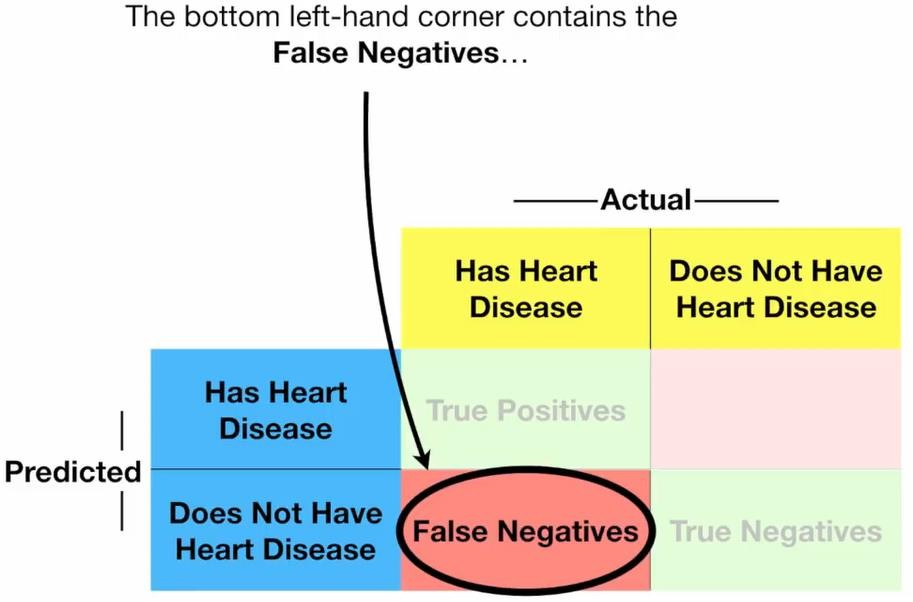 The bottom left-hand corner contains the
False Negatives…
Actual
Has Heart
Disease
Does Not Have
Heart Disease
Has Heart
Disease
True Positives
Predicted
Does Not Have
Heart Disease
False Negatives
True Negatives